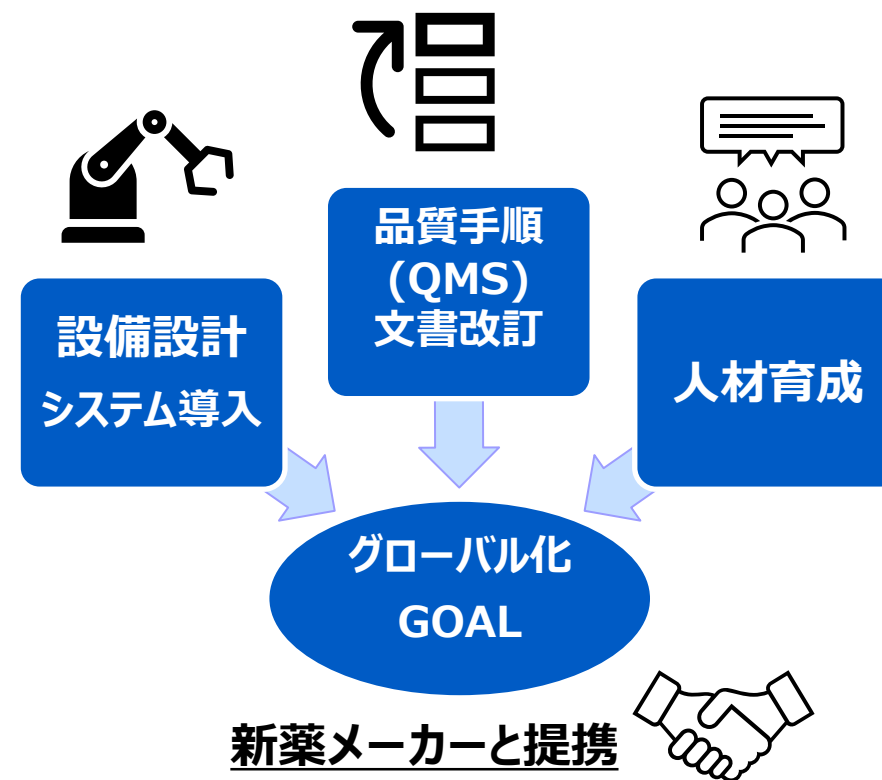 品質手順
(QMS)
文書改訂
設備設計
システム導入
人材育成
グローバル化
GOAL
新薬メーカーと提携